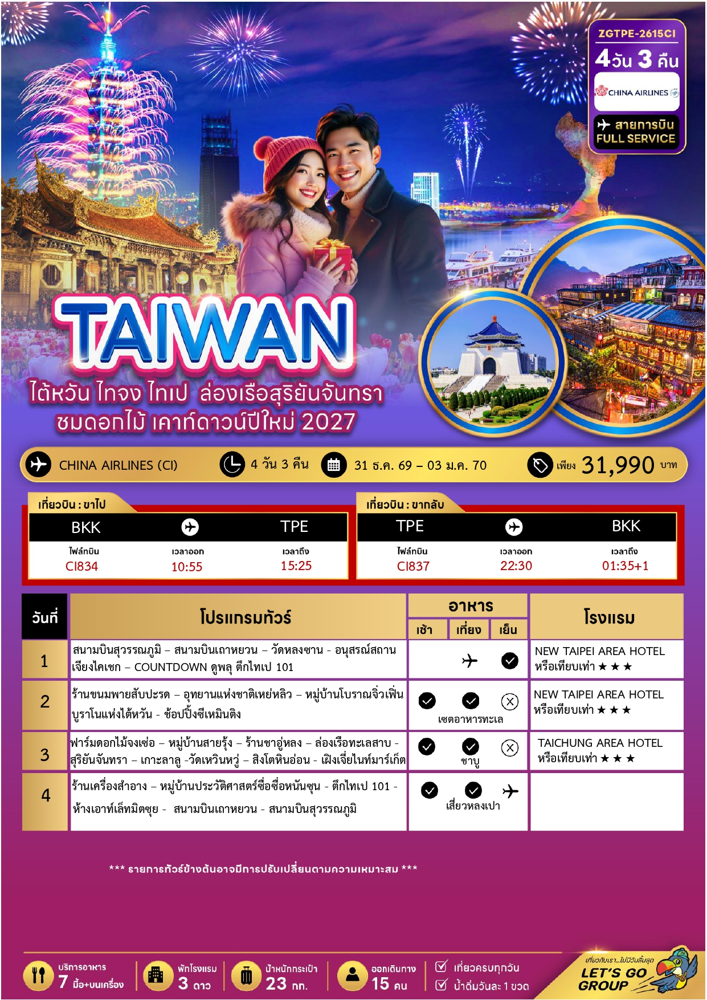 ZGTPE-2615CI
4วัน 3 คืน
CHINA AIRLINES
สายการบิน
FULL SERVICE
TAIWAN
ไต้หวัน ไทจง ไทเป ล่องเรือสุริยันจันทรา
ชมดอกไม้ เคาท์ดาวน์ปีใหม่ 2027
CHINA AIRLINES (CI) 4 วัน 3 คืน 31 ธ.ค. 69 – 03 ม.ค. 70 เพียง 31,990 บาท
เที่ยวบิน : ขาไป
BKK TPE
ไฟล์ทบิน เวลาออก เวลาถึง
CI834 10:55 15:25
เที่ยวบิน : ขากลับ
TPE BKK
ไฟล์ทบิน เวลาออก เวลาถึง
CI837 22:30 01:35+1
วันที่ โปรแกรมทัวร์ อาหาร โรงแรม
เช้า เที่ยง เย็น
1
สนามบินสุวรรณภูมิ – สนามบินเถาหยวน – วัดหลงซาน - อนุสรณ์สถาน
เจียงไคเชก – COUNTDOWN ดูพลุ ตึกไทเป 101
NEW TAIPEI AREA HOTEL
หรือเทียบเท่า ★ ★ ★
2
ร้านขนมพายสับปะรด – อุทยานแห่งชาติเหย่หลิว – หมู่บ้านโบราณจิ่วเฟิ่น
บูราโนแห่งไต้หวัน - ช้อปปิ้งซีเหมินติง
เซตอาหารทะเล
NEW TAIPEI AREA HOTEL
หรือเทียบเท่า ★ ★ ★
3
ฟาร์มดอกไม้จงเซ่อ – หมู่บ้านสายรุ้ง – ร้านชาอู่หลง – ล่องเรือทะเลสาบ -
สุริยันจันทรา – เกาะลาลู -วัดเหวินหวู่ – สิงโตหินอ่อน - เฝิงเจี่ยไนท์มาร์เก็ต
ชาบู
TAICHUNG AREA HOTEL
หรือเทียบเท่า ★ ★ ★
4
ร้านเครื่องสำอาง – หมู่บ้านประวัติศาสตร์ซื่อซื่อหนันซุน - ตึกไทเป 101 -
ห้างเอาท์เล็ทมิตซุย - สนามบินเถาหยวน - สนามบินสุวรรณภูมิ
เสี่ยวหลงเปา
*** รายการทัวร์ข้างต้นอาจมีการปรับเปลี่ยนตามความเหมาะสม ***
บริการอาหาร
7 มื้อ+บนเครื่อง
พักโรงแรม
3 ดาว
น้ำหนักกระเป๋า
23 กก.
ออกเดินทาง
15 คน
เที่ยวครบทุกวัน
น้ำดื่มวันละ 1 ขวด
เที่ยวกับเรา...ไม่มีวันสิ้นสุด
LET'S GO
GROUP